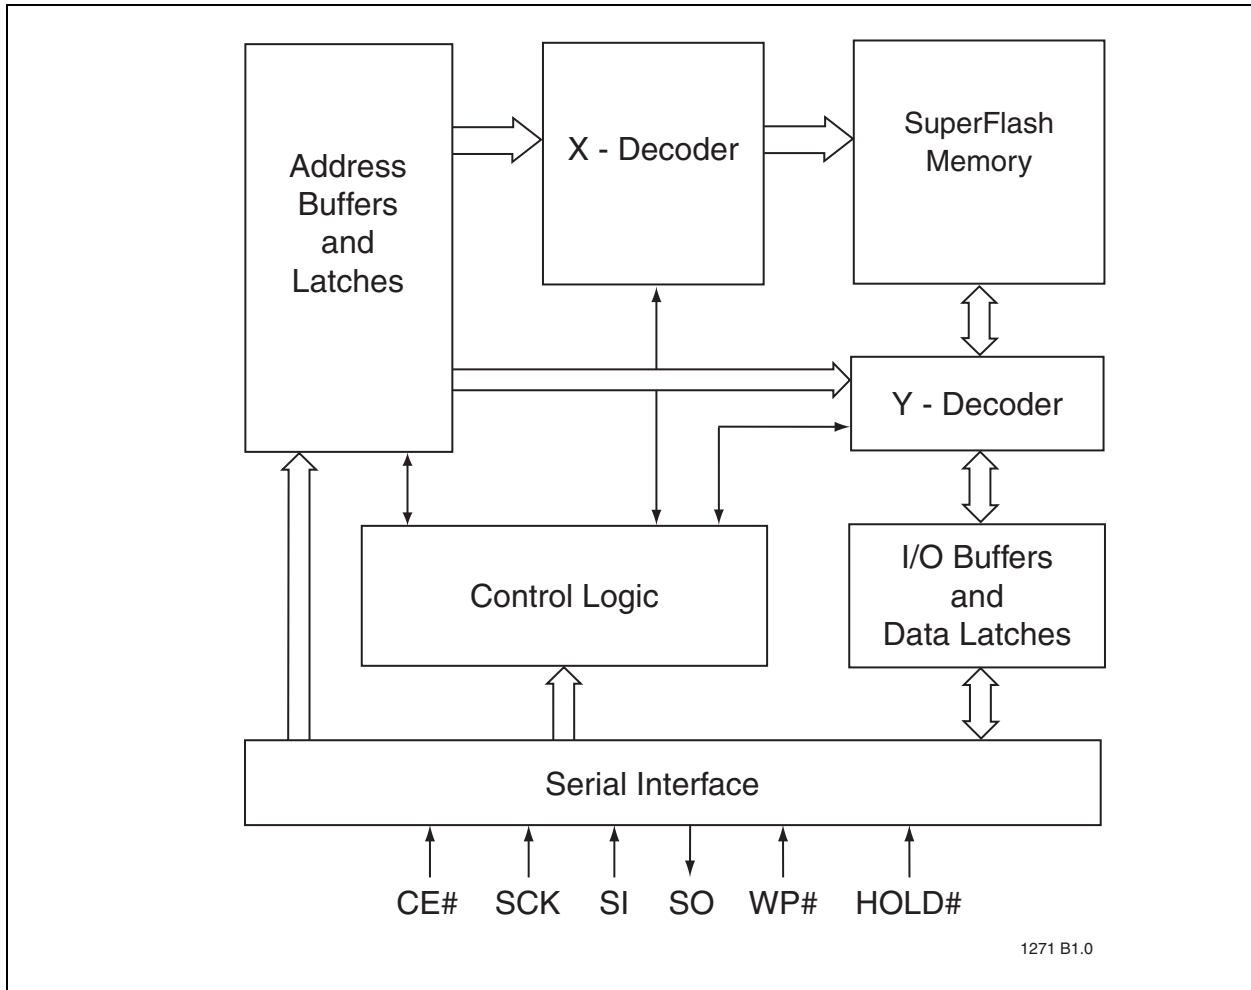 Address
Buffers
and
Latches
X - Decoder
SuperFlash
Memory
Y - Decoder
Control Logic
I/O Buffers
and
Data Latches
Serial Interface
CE# SCK SI SO WP# HOLD#
1271 B1.0